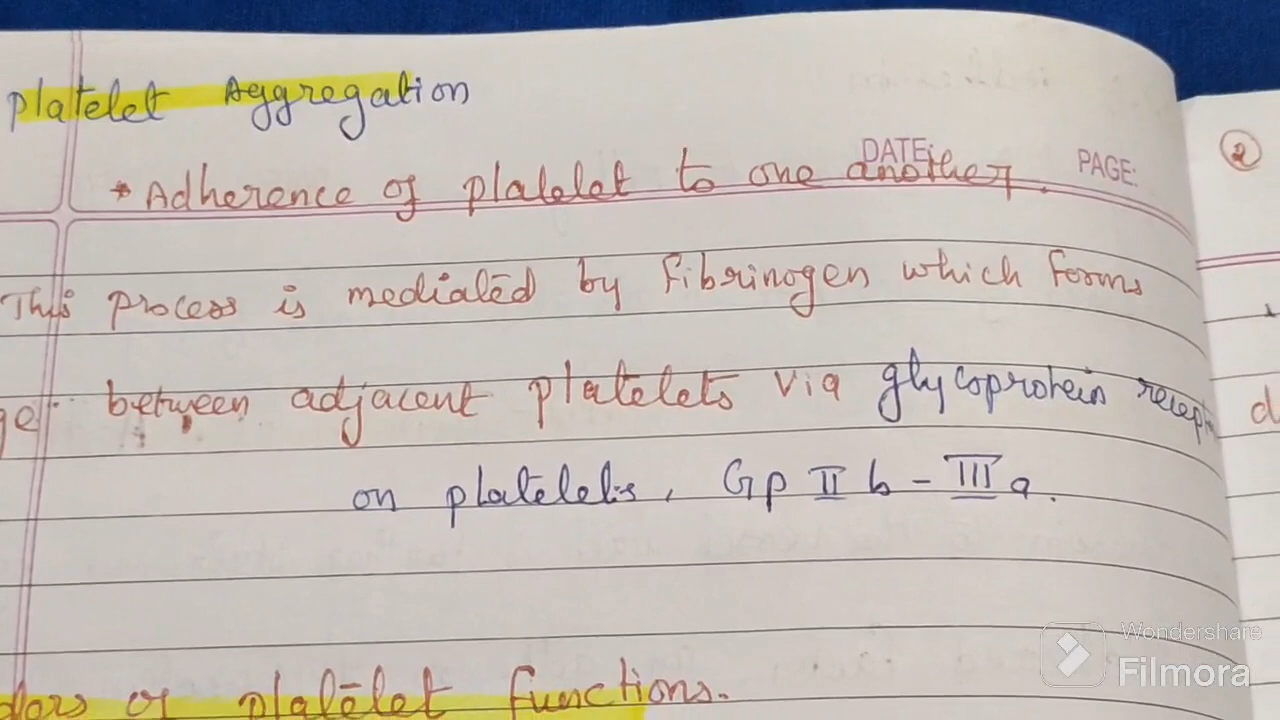 Platelet Aggregation
DATE: PAGE:
* Adherence of platelet to one another.
2
This process is mediated by Fibrinogen which forms
between adjacent platelets via glycoprotein
d
on platelets, Gp II b - III a.
of platelet functions.
Wondershare
Filmora